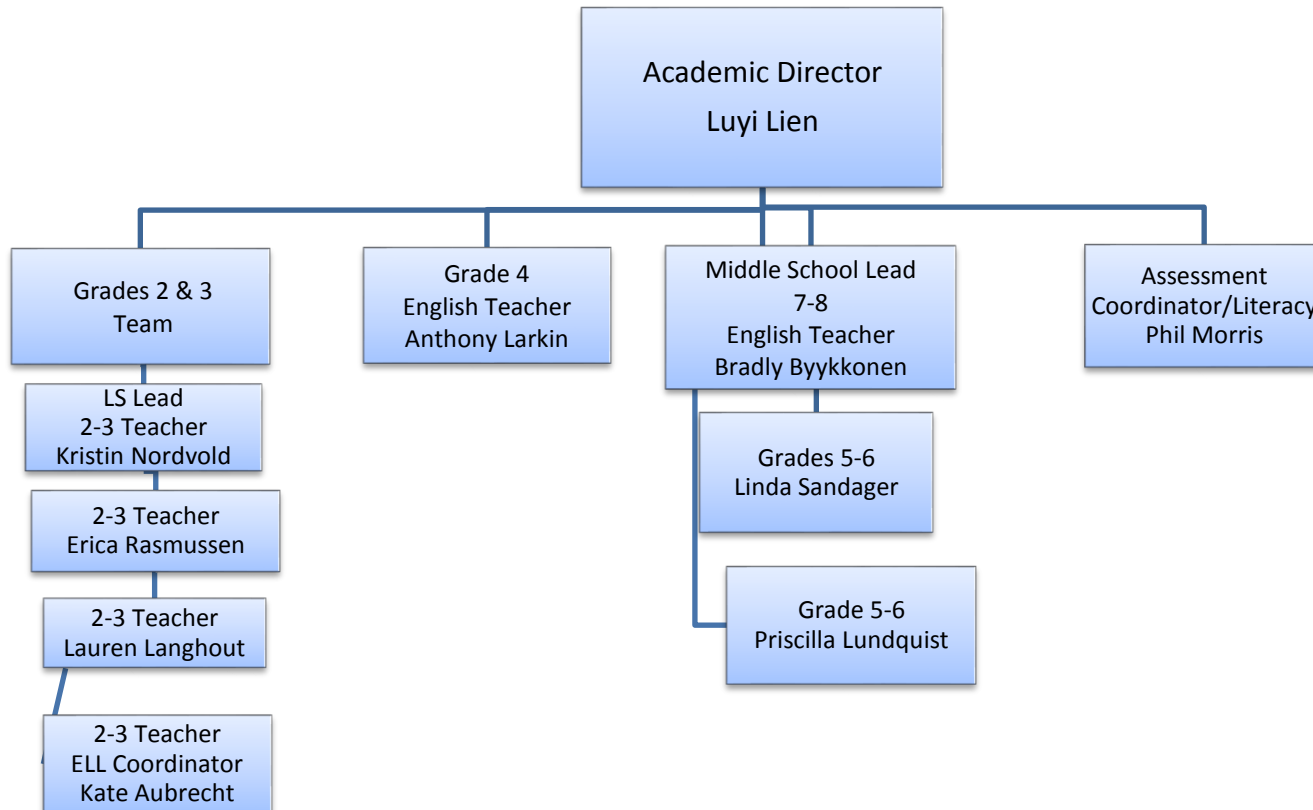 Academic Director
Luyi Lien
Grades 2 & 3
Team
LS Lead
2-3 Teacher
Kristin Nordvold
2-3 Teacher
Erica Rasmussen
2-3 Teacher
Lauren Langhout
2-3 Teacher
ELL Coordinator
Kate Aubrecht
Grade 4
English Teacher
Anthony Larkin
Middle School Lead
7-8
English Teacher
Bradly Byykkonen
Grades 5-6
Linda Sandager
Grade 5-6
Priscilla Lundquist
Assessment
Coordinator/Literacy
Phil Morris